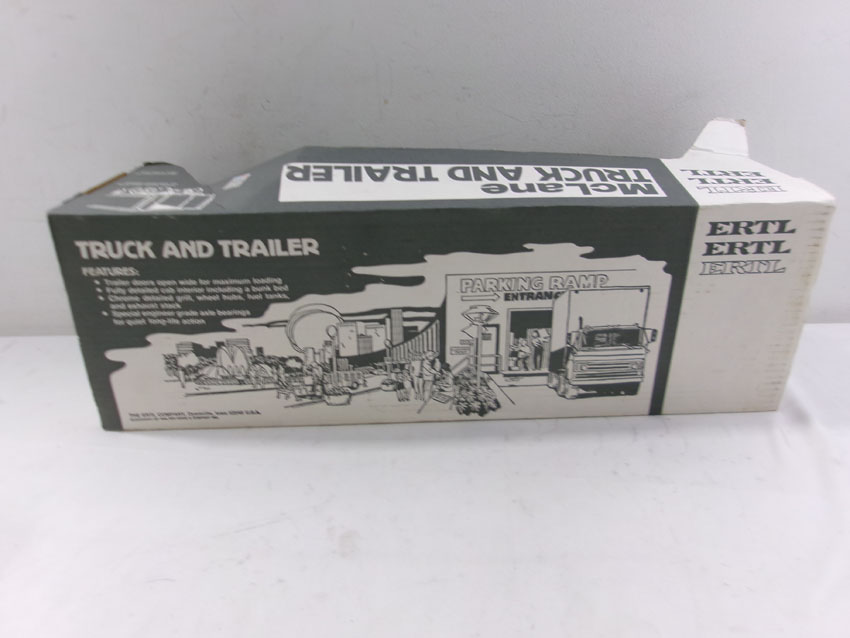 McLane
TRUCK AND TRAILER
ERTL
ERTL
ERTL
ERTL
ERTL
ERTL
TRUCK AND TRAILER
FEATURES:
• Trailer doors open wide for maximum loading
• Fully detailed cab interior including a bunk bed
• Chrome detailed grill, wheel hubs, fuel tanks,
and exhaust stack
• Special engineer grade axle bearings
for quiet long-life action
PARKING RAMP
ENTRANC
THE ERTL COMPANY, Dyersville, Iowa 52040 U.S.A.